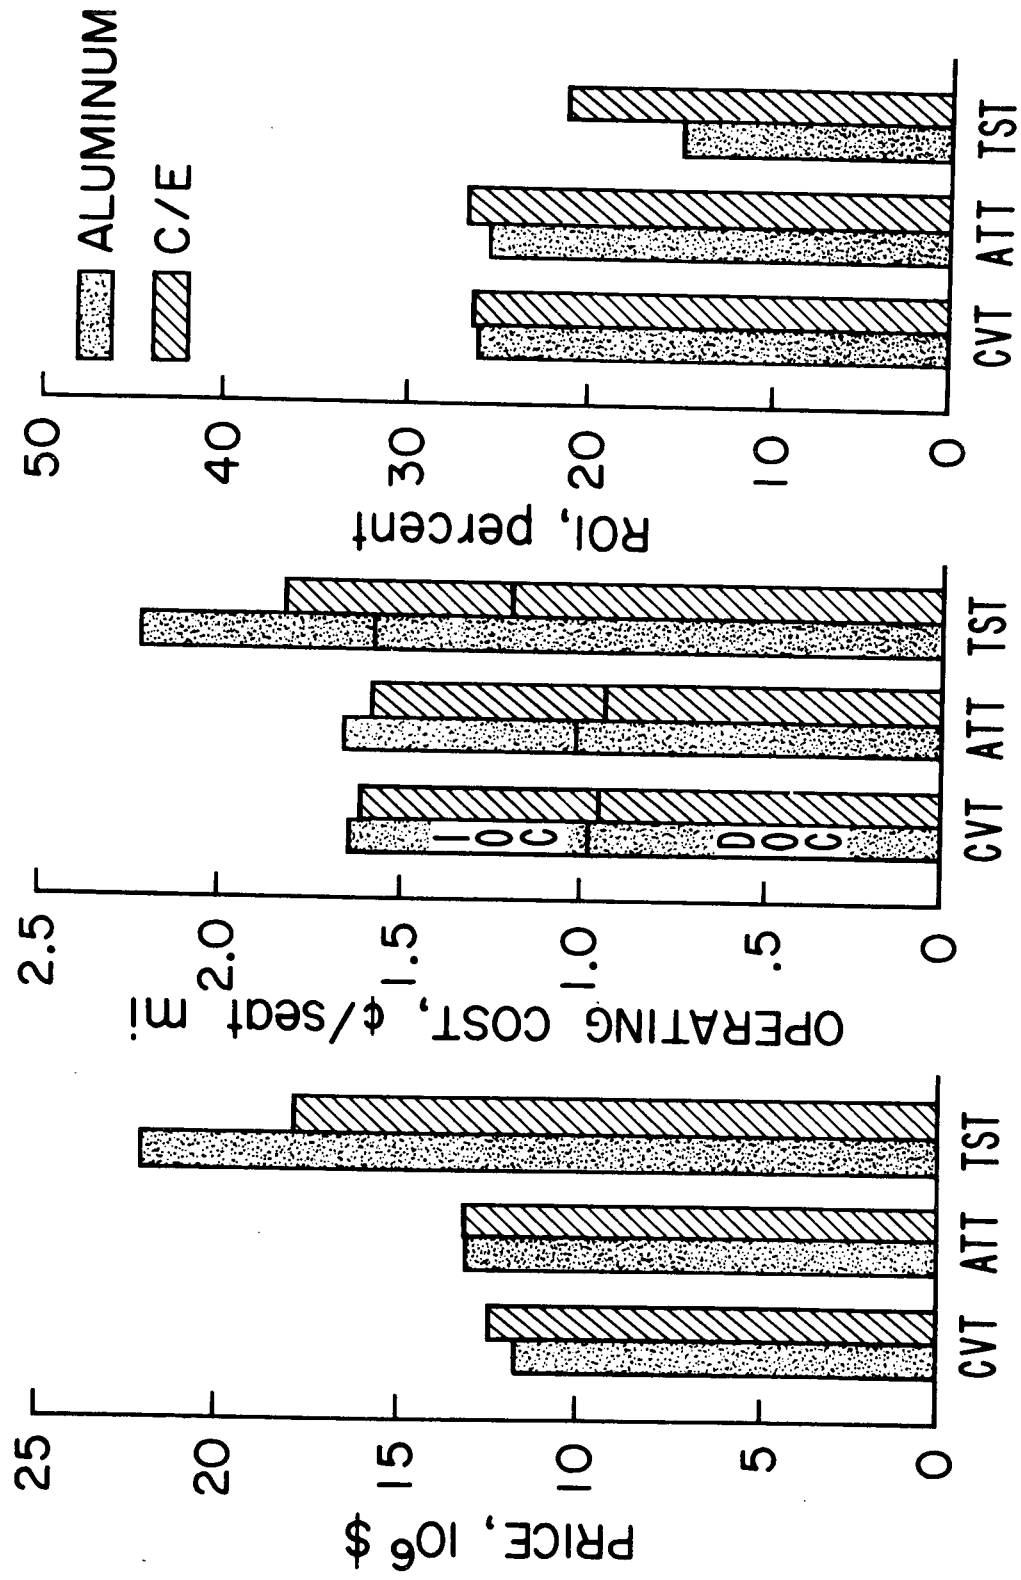 ALUMINUM
C/E
25
20
15
10
5
0
PRICE, 10⁶ $
CVT ATT TST
2.5
2.0
1.5
1.0
.5
0
OPERATING COST, ¢/seat mi
IOC
DOC
CVT ATT TST
50
40
30
20
10
0
ROI, percent
CVT ATT TST